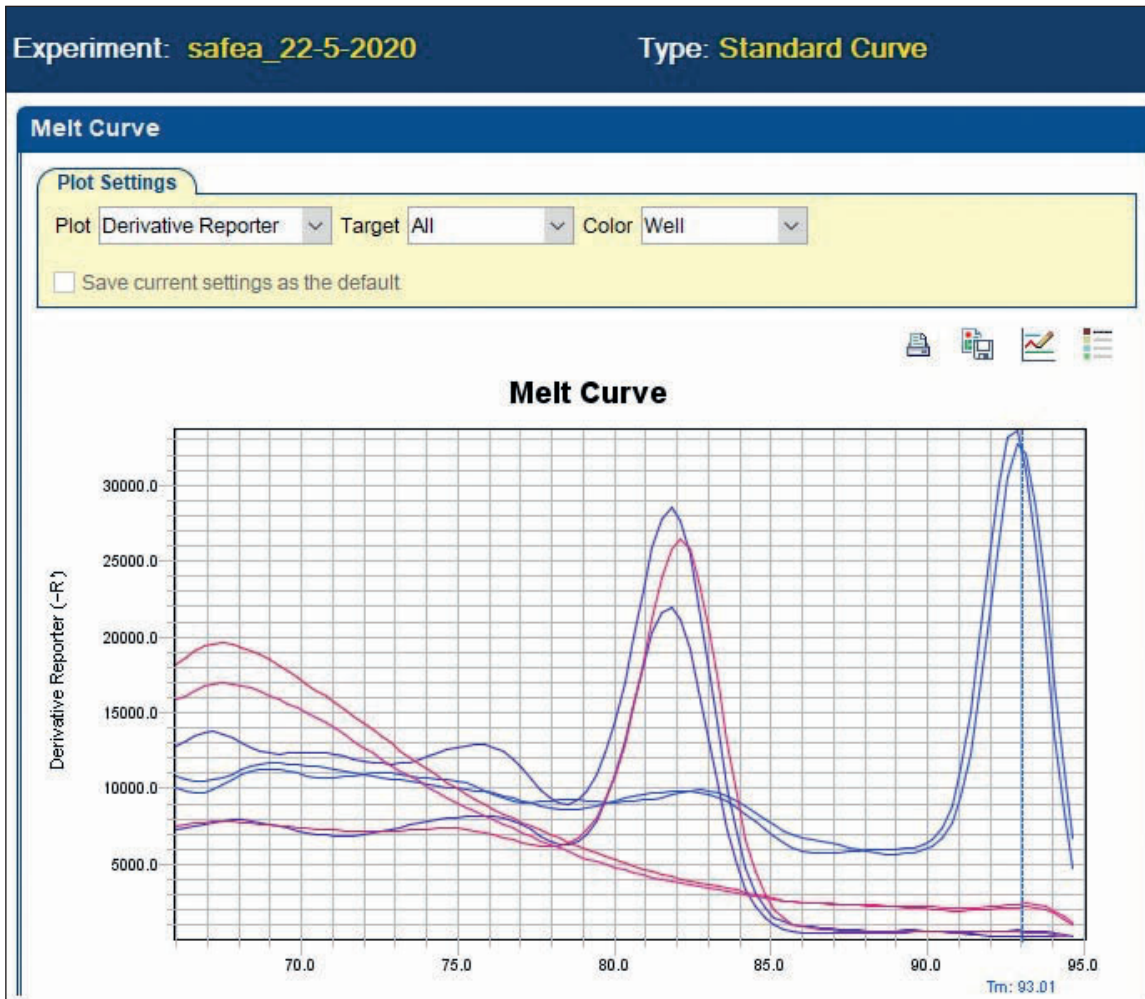 Experiment: safea_22-5-2020 Type: Standard Curve
Melt Curve
Plot Settings
Plot Derivative Reporter Target All Color Well
Save current settings as the default
Melt Curve
Derivative Reporter (-R')
30000.0
25000.0
20000.0
15000.0
10000.0
5000.0
70.0 75.0 80.0 85.0 90.0 95.0
Tm: 93.01